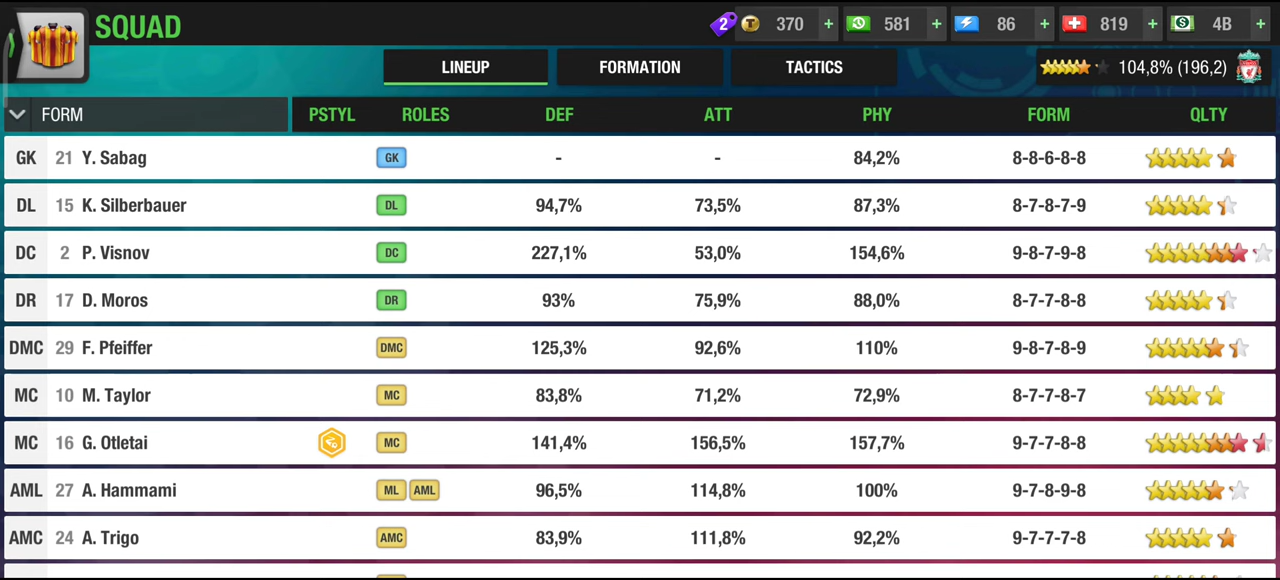 SQUAD 2 T 370 + 581 + 86 + 819 + $ 4B +
LINEUP FORMATION TACTICS 104,8% (196,2)
FORM PSTYL ROLES DEF ATT PHY FORM QLTY
GK 21 Y. Sabag GK - - 84,2% 8-8-6-8-8
DL 15 K. Silberbauer DL 94,7% 73,5% 87,3% 8-7-8-7-9
DC 2 P. Visnov DC 227,1% 53,0% 154,6% 9-8-7-9-8
DR 17 D. Moros DR 93% 75,9% 88,0% 8-7-7-8-8
DMC 29 F. Pfeiffer DMC 125,3% 92,6% 110% 9-8-7-8-9
MC 10 M. Taylor MC 83,8% 71,2% 72,9% 8-7-7-8-7
MC 16 G. Otletai MC 141,4% 156,5% 157,7% 9-7-7-8-8
AML 27 A. Hammami ML AML 96,5% 114,8% 100% 9-7-8-9-8
AMC 24 A. Trigo AMC 83,9% 111,8% 92,2% 9-7-7-7-8